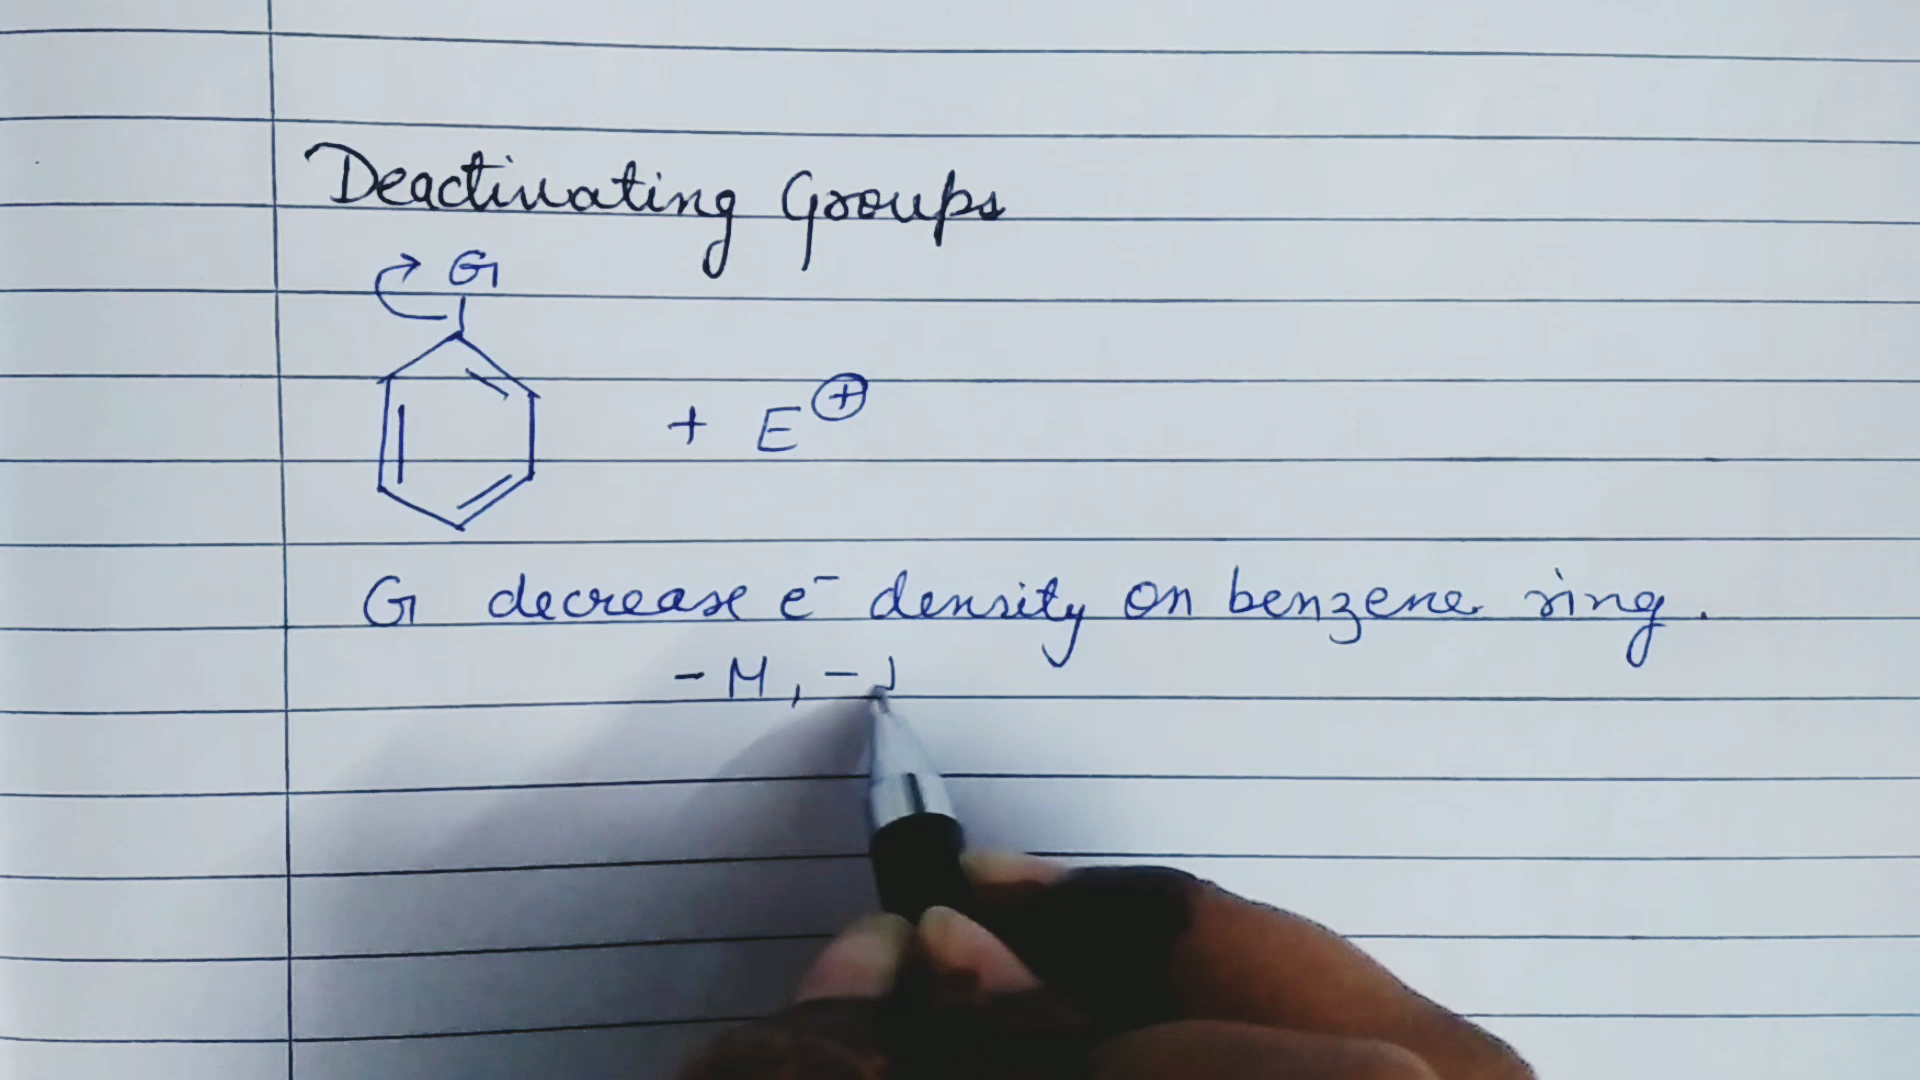 Deactivating Groups
G
+ E⊕
G decrease e⁻ density on benzene ring.
- M, - I